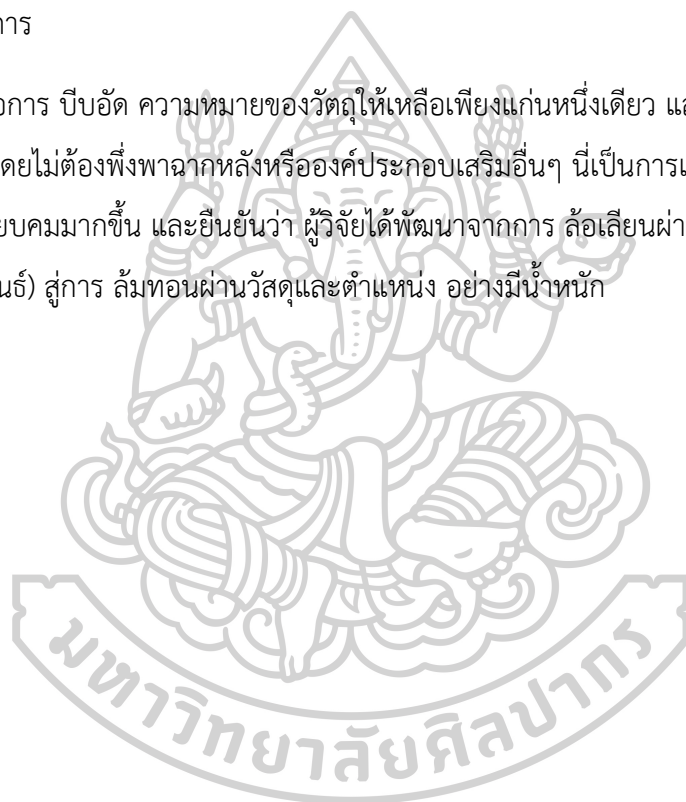 การ
อการ บีบอัด ความหมายของวัตถุให้เหลือเพียงแก่นหนึ่งเดียว แล
ดยไม่ต้องพึ่งพาฉากหลังหรือองค์ประกอบเสริมอื่นๆ นี่เป็นการเ
ยบคมมากขึ้น และยืนยันว่า ผู้วิจัยได้พัฒนาจากการ ล้อเลียนผ่า
นธ์) สู่การ ล้มทอนผ่านวัสดุและตำแหน่ง อย่างมีน้ำหนัก
มหาวิทยาลัยศิลปากร